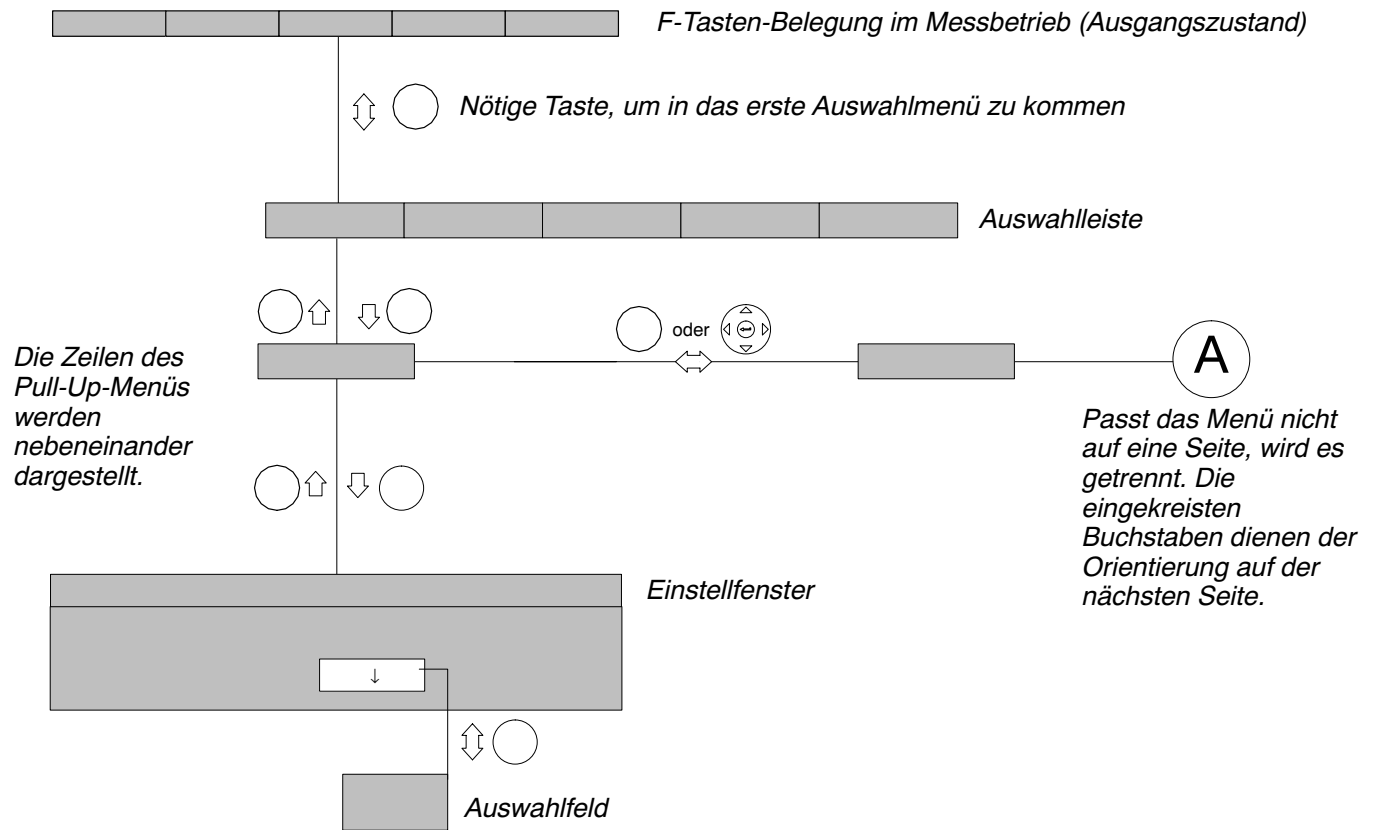 F-Tasten-Belegung im Messbetrieb (Ausgangszustand)
Nötige Taste, um in das erste Auswahlmenü zu kommen
Auswahlleiste
oder
Die Zeilen des
Pull-Up-Menüs
werden
nebeneinander
dargestellt.
A
Passt das Menü nicht
auf eine Seite, wird es
getrennt. Die
eingekreisten
Buchstaben dienen der
Orientierung auf der
nächsten Seite.
Einstellfenster
Auswahlfeld